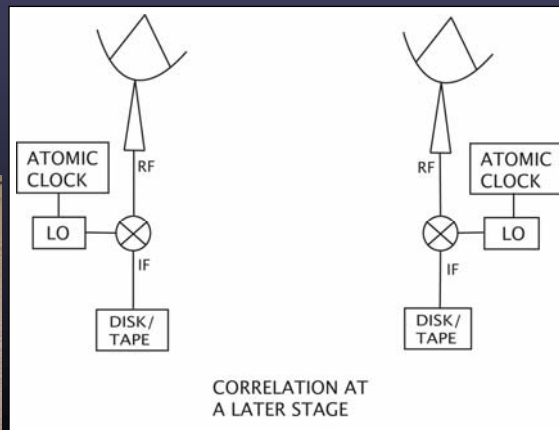 ATOMIC
CLOCK
RF
LO
IF
DISK/
TAPE
ATOMIC
CLOCK
RF
LO
IF
DISK/
TAPE
CORRELATION AT
A LATER STAGE